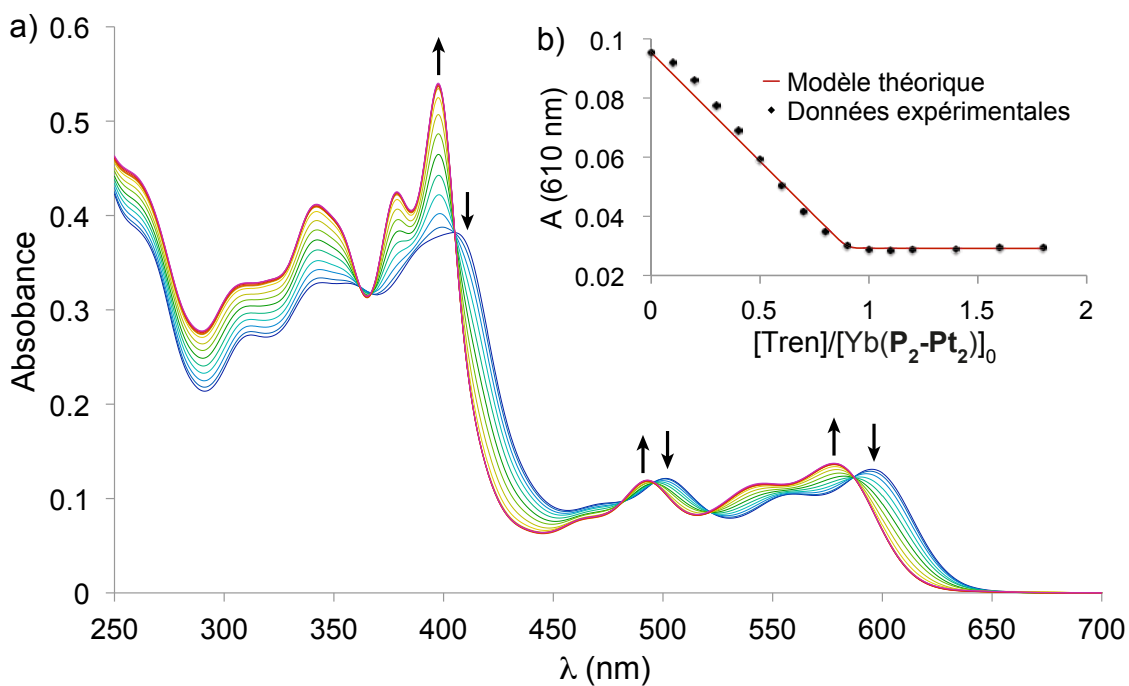 a)
Absobance
0.6
0.5
0.4
0.3
0.2
0.1
0
250 300 350 400 450 500 550 600 650 700
λ (nm)
b)
A (610 nm)
0.1
0.08
0.06
0.04
0.02
Modèle théorique
Données expérimentales
0 0.5 1 1.5 2
[Tren]/[Yb(P₂-Pt₂)]₀